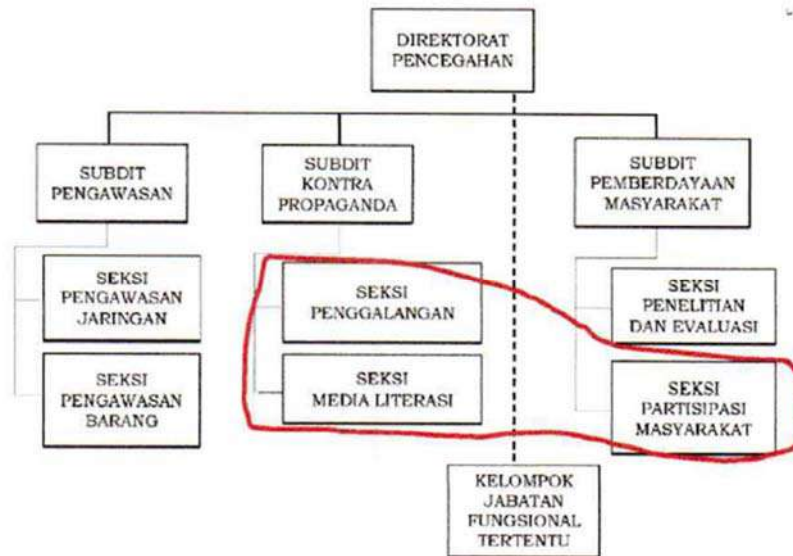 DIREKTORAT
PENCEGAHAN
SUBDIT
PENGAWASAN
SUBDIT
KONTRA
PROPAGANDA
SUBDIT
PEMBERDAYAAN
MASYARAKAT
SEKSI
PENGAWASAN
JARINGAN
SEKSI
PENGGALANGAN
SEKSI
PENELITIAN
DAN EVALUASI
SEKSI
PENGAWASAN
BARANG
SEKSI
MEDIA LITERASI
SEKSI
PARTISIPASI
MASYARAKAT
KELOMPOK
JABATAN
FUNGSIONAL
TERTENTU